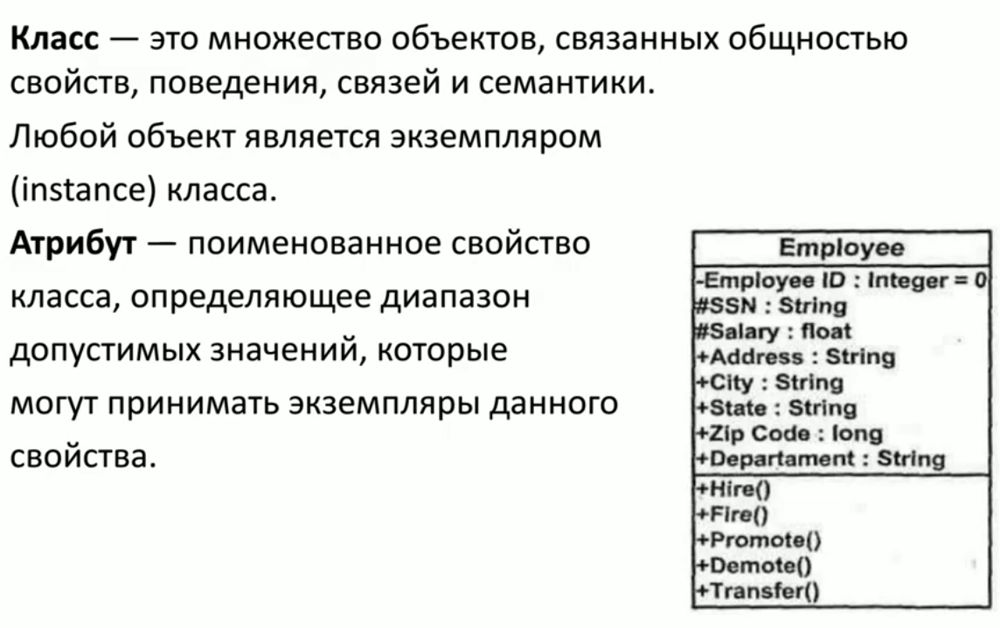 Класс — это множество объектов, связанных общностью
свойств, поведения, связей и семантики.
Любой объект является экземпляром
(instance) класса.
Атрибут — поименованное свойство
класса, определяющее диапазон
допустимых значений, которые
могут принимать экземпляры данного
свойства.
Employee
-Employee ID : Integer = 0
#SSN : String
#Salary : float
+Address : String
+City : String
+State : String
+Zip Code : long
+Departament : String
+Hire()
+Fire()
+Promote()
+Demote()
+Transfer()